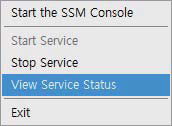 Start the SSM Console
Start Service
Stop Service
View Service Status
Exit